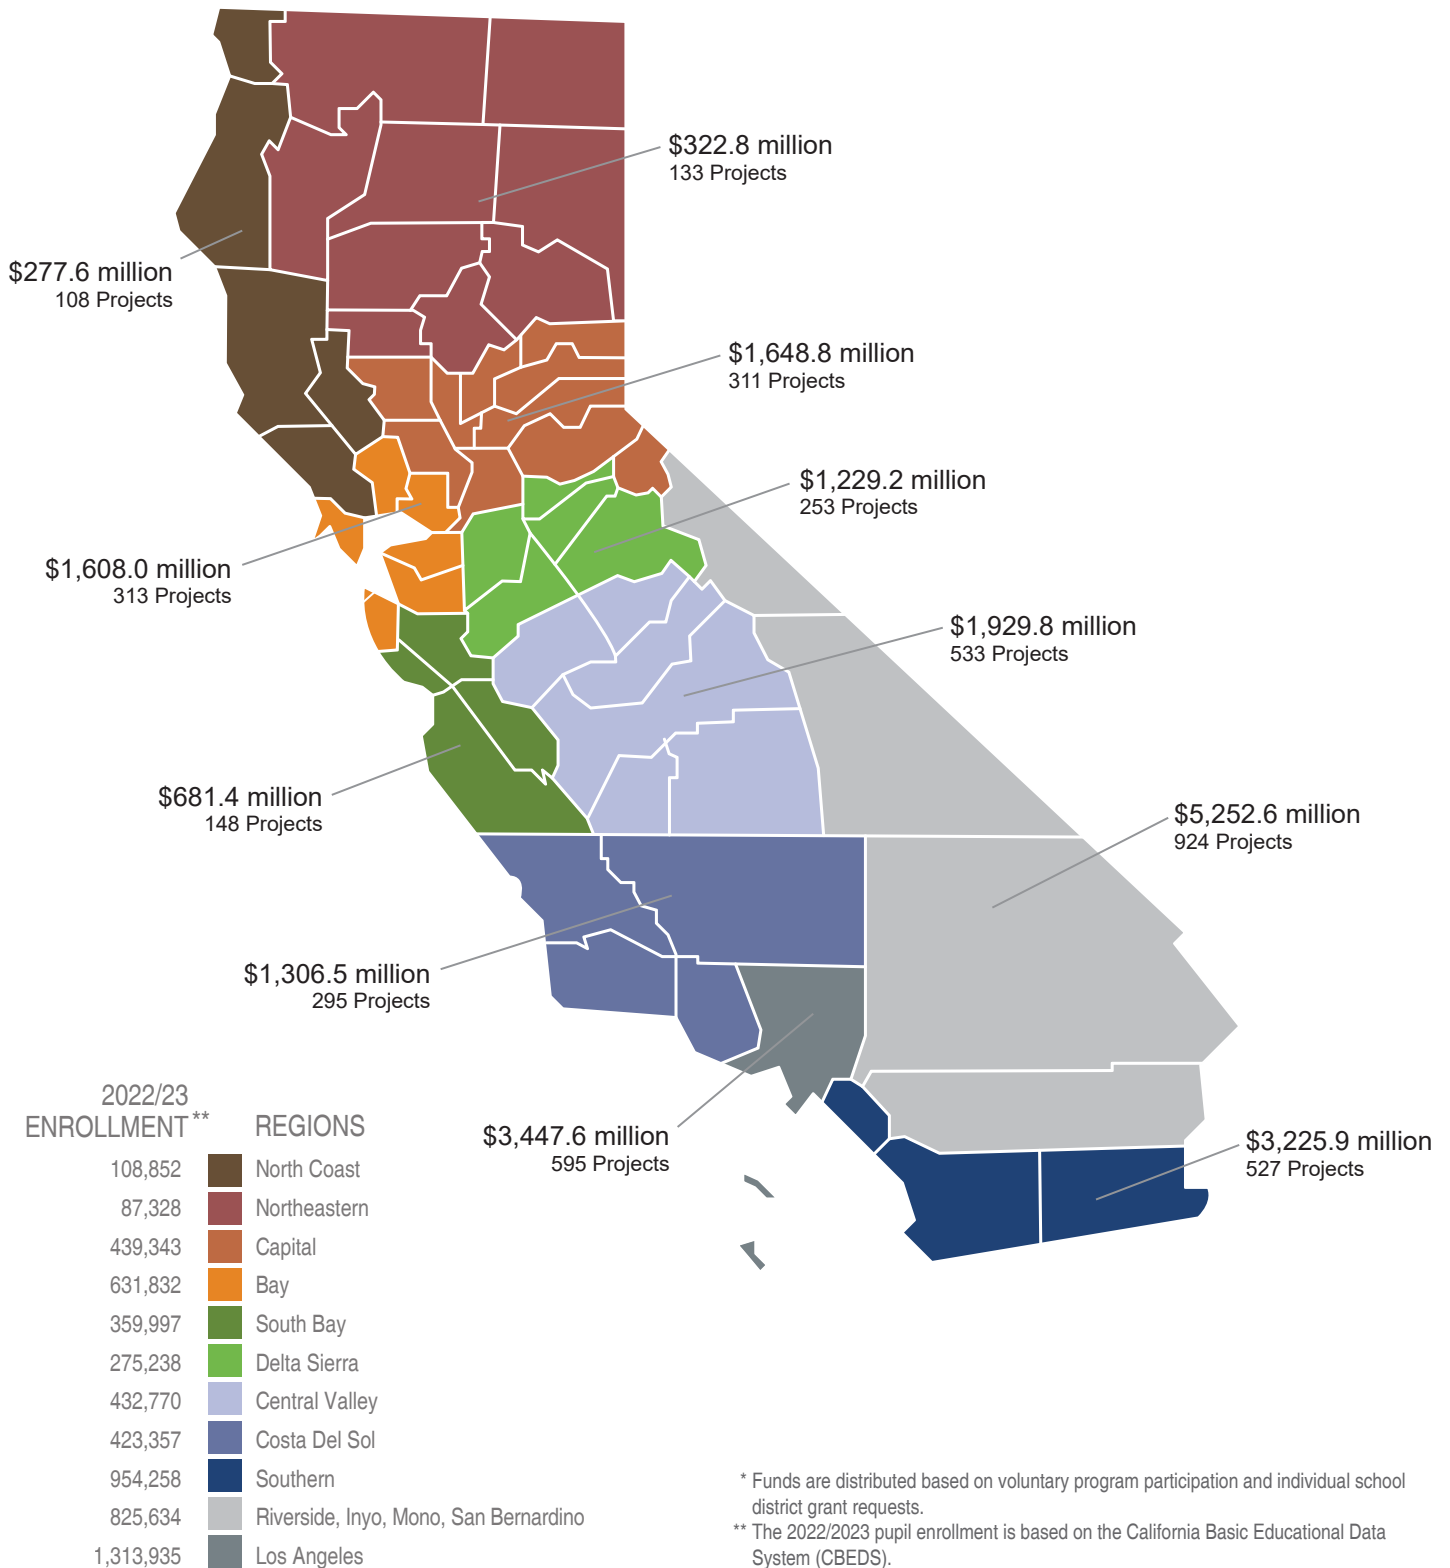 $322.8 million
133 Projects
$277.6 million
108 Projects
$1,648.8 million
311 Projects
$1,229.2 million
253 Projects
$1,608.0 million
313 Projects
$1,929.8 million
533 Projects
$681.4 million
148 Projects
$5,252.6 million
924 Projects
$1,306.5 million
295 Projects
$3,447.6 million
595 Projects
$3,225.9 million
527 Projects
2022/23
ENROLLMENT** REGIONS
108,852 North Coast
87,328 Northeastern
439,343 Capital
631,832 Bay
359,997 South Bay
275,238 Delta Sierra
432,770 Central Valley
423,357 Costa Del Sol
954,258 Southern
825,634 Riverside, Inyo, Mono, San Bernardino
1,313,935 Los Angeles
* Funds are distributed based on voluntary program participation and individual school
district grant requests.
** The 2022/2023 pupil enrollment is based on the California Basic Educational Data
System (CBEDS).